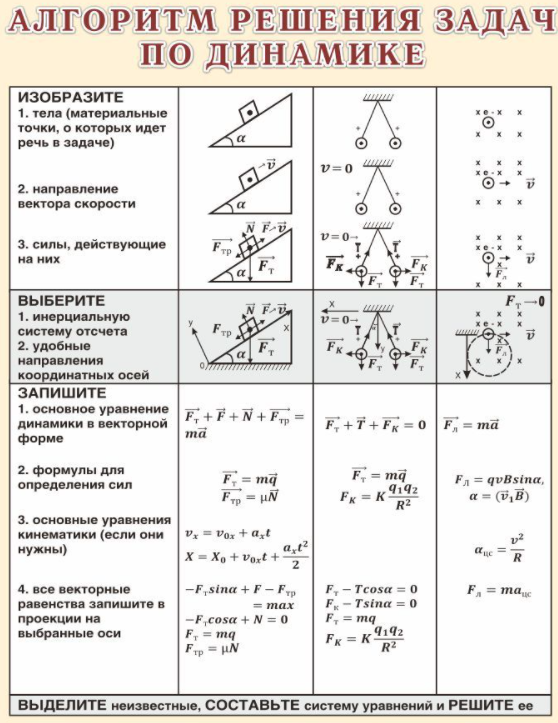 АЛГОРИТМ РЕШЕНИЯ ЗАДАЧ
ПО ДИНАМИКЕ
ИЗОБРАЗИТЕ
1. тела (материальные
точки, о которых идет
речь в задаче)
α
+ +
x e - x x
x x x
2. направление
вектора скорости
v⃗
α
v = 0
+ +
x e - x x
v⃗
x x x
3. силы, действующие
на них
N⃗ F⃗ v⃗
F⃗тр
α F⃗т
v = 0
T⃗ T⃗
F⃗K F⃗K
F⃗т F⃗т
x e - x x
v⃗
x F⃗л x
ВЫБЕРИТЕ
1. инерциальную
систему отсчета
2. удобные
направления
координатных осей
y N⃗ F⃗ v⃗ X
F⃗тр
α F⃗т
0
x
v = 0
T⃗ T⃗
F⃗K y F⃗K
F⃗т F⃗т
F⃗т → 0
x e - x x
v⃗
F⃗л
X
ЗАПИШИТЕ
1. основное уравнение
динамики в векторной
форме
F⃗т + F⃗ + N⃗ + F⃗тр =
ma⃗
F⃗т + T⃗ + F⃗K = 0
F⃗л = ma⃗
2. формулы для
определения сил
F⃗т = mq⃗
F⃗тр = μN⃗
F⃗т = mq⃗
FK = K q₁q₂/R²
Fл = qvBsinα,
α = (v⃗₁B⃗)
3. основные уравнения
кинематики (если они
нужны)
vx = v0x + axt
X = X0 + v0xt + axt²/2
aцс = v²/R
4. все векторные
равенства запишите в
проекции на
выбранные оси
−Fтsinα + F − Fтр
= max
−Fтcosα + N = 0
Fт = mq
Fтр = μN
Fт − Tcosα = 0
FK − Tsinα = 0
Fт = mq
FK = K q₁q₂/R²
Fл = maцс
ВЫДЕЛИТЕ неизвестные, СОСТАВЬТЕ систему уравнений и РЕШИТЕ ее